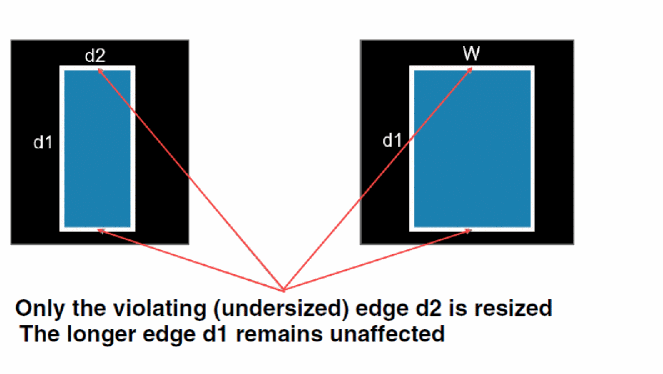 d2
W
d1
d1
Only the violating (undersized) edge d2 is resized
The longer edge d1 remains unaffected